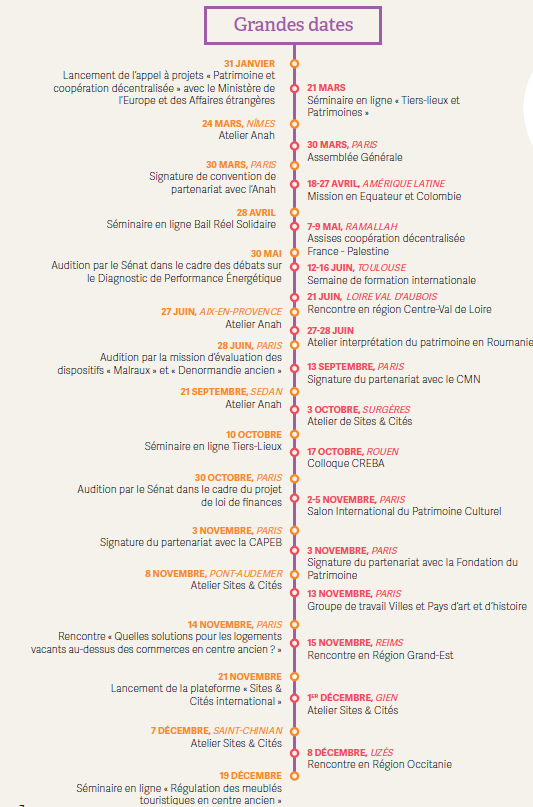 Grandes dates
31 JANVIER
Lancement de l'appel à projets « Patrimoine et
coopération décentralisée » avec le Ministère de
l'Europe et des Affaires étrangères
21 MARS
Séminaire en ligne « Tiers-lieux et
Patrimoines »
24 MARS, NÎMES
Atelier Anah
30 MARS, PARIS
Assemblée Générale
30 MARS, PARIS
Signature de convention de
partenariat avec l'Anah
18-27 AVRIL, AMÉRIQUE LATINE
Mission en Equateur et Colombie
28 AVRIL
Séminaire en ligne Bail Réel Solidaire
7-9 MAI, RAMALLAH
Assises coopération décentralisée
France - Palestine
30 MAI
Audition par le Sénat dans le cadre des débats sur
le Diagnostic de Performance Énergétique
12-16 JUIN, TOULOUSE
Semaine de formation internationale
21 JUIN, LOIRE VAL D'AUBOIS
Rencontre en région Centre-Val de Loire
27 JUIN, AIX-EN-PROVENCE
Atelier Anah
27-28 JUIN
Atelier interprétation du patrimoine en Roumanie
28 JUIN, PARIS
Audition par la mission d'évaluation des
dispositifs « Malraux » et « Denormandie ancien »
13 SEPTEMBRE, PARIS
Signature du partenariat avec le CMN
21 SEPTEMBRE, SEDAN
Atelier Anah
3 OCTOBRE, SURGÈRES
Atelier de Sites & Cités
10 OCTOBRE
Séminaire en ligne Tiers-Lieux
17 OCTOBRE, ROUEN
Colloque CREBA
30 OCTOBRE, PARIS
Audition par le Sénat dans le cadre du projet
de loi de finances
2-5 NOVEMBRE, PARIS
Salon International du Patrimoine Culturel
3 NOVEMBRE, PARIS
Signature du partenariat avec la CAPEB
3 NOVEMBRE, PARIS
Signature du partenariat avec la Fondation du
Patrimoine
8 NOVEMBRE, PONT-AUDEMER
Atelier Sites & Cités
13 NOVEMBRE, PARIS
Groupe de travail Villes et Pays d'art et d'histoire
14 NOVEMBRE, PARIS
Rencontre « Quelles solutions pour les logements
vacants au-dessus des commerces en centre ancien ? »
15 NOVEMBRE, REIMS
Rencontre en Région Grand-Est
21 NOVEMBRE
Lancement de la plateforme « Sites &
Cités international »
1ER DÉCEMBRE, GIEN
Atelier Sites & Cités
7 DÉCEMBRE, SAINT-CHINIAN
Atelier Sites & Cités
8 DÉCEMBRE, UZÈS
Rencontre en Région Occitanie
19 DÉCEMBRE
Séminaire en ligne « Régulation des meublés
touristiques en centre ancien »